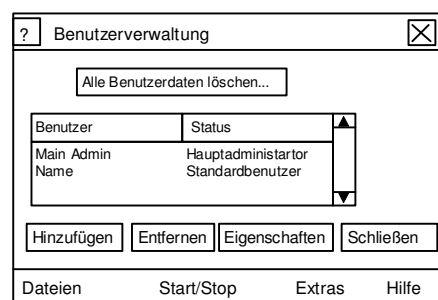 ? Benutzerverwaltung
Alle Benutzerdaten löschen...
Benutzer Status
Main Admin Hauptadministartor
Name Standardbenutzer
Hinzufügen Entfernen Eigenschaften Schließen
Dateien Start/Stop Extras Hilfe